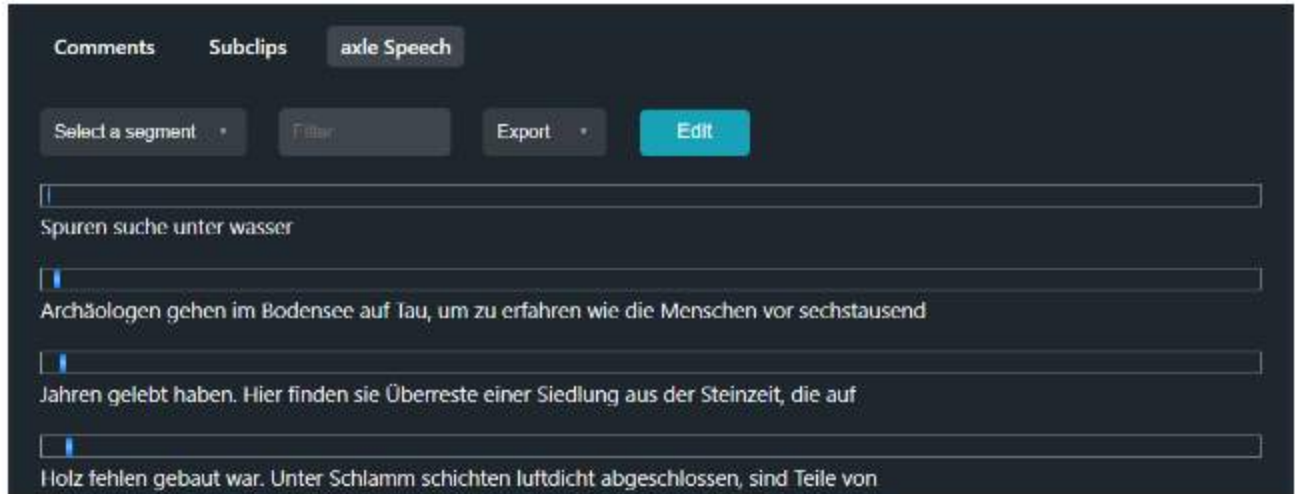 Comments Subclips axle Speech
Select a segment Filter Export Edit
Spuren suche unter wasser
Archäologen gehen im Bodensee auf Tau, um zu erfahren wie die Menschen vor sechstausend
Jahren gelebt haben. Hier finden sie Überreste einer Siedlung aus der Steinzeit, die auf
Holz fehlen gebaut war. Unter Schlamm schichten luftdicht abgeschlossen, sind Teile von